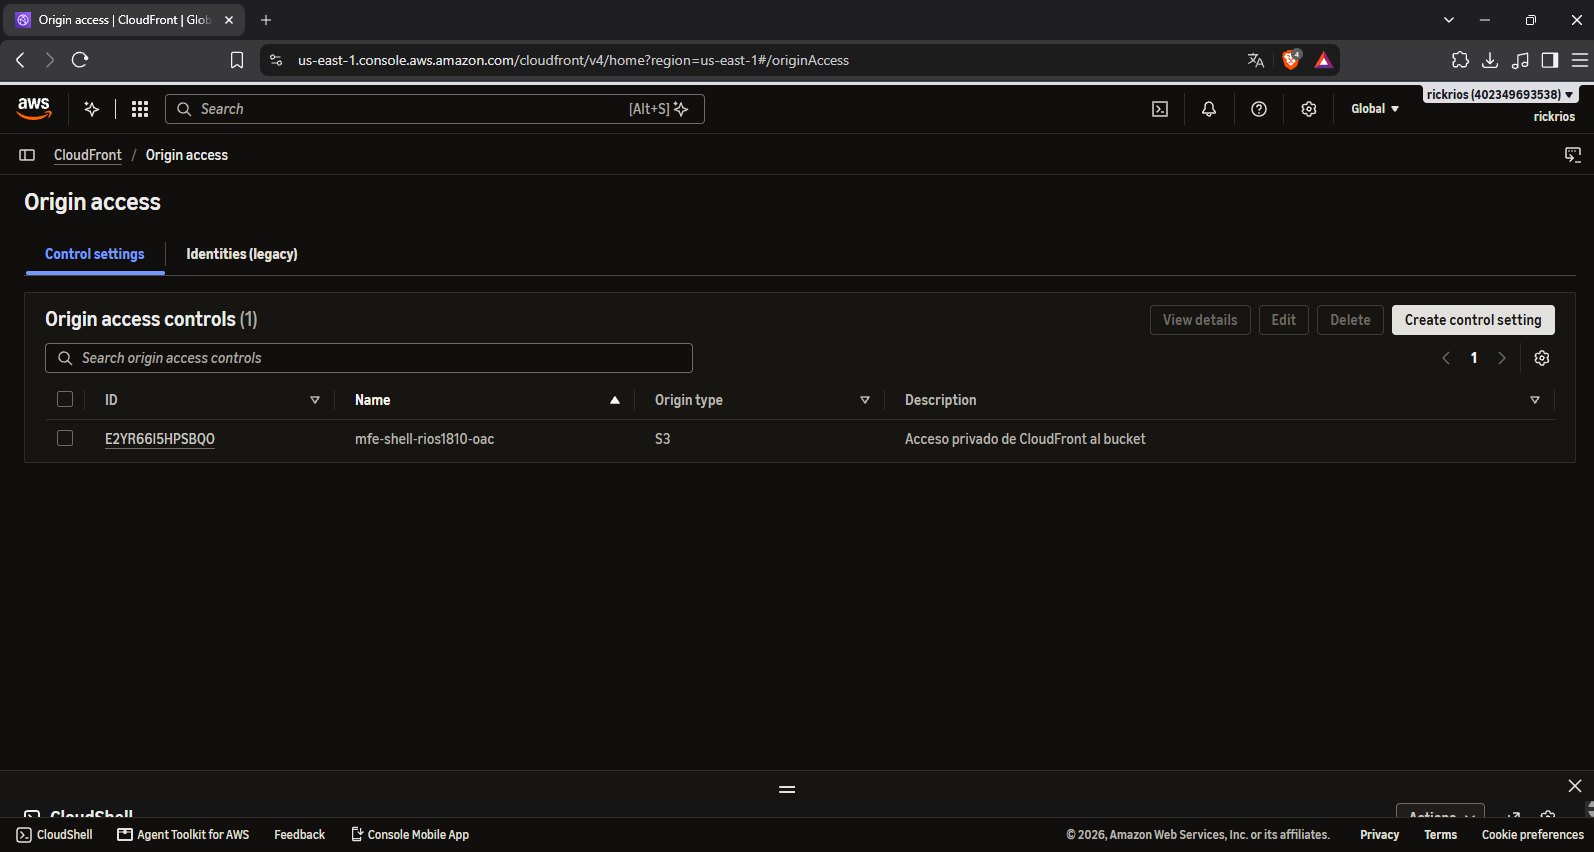 Origin access | CloudFront | Glob
us-east-1.console.aws.amazon.com/cloudfront/v4/home?region=us-east-1#/originAccess
4
aws
Search
[Alt+S]
Global
rickrios (402349693538)
rickrios
CloudFront / Origin access
Origin access
Control settings
Identities (legacy)
Origin access controls (1)
View details
Edit
Delete
Create control setting
Search origin access controls
1
ID
Name
Origin type
Description
E2YR66I5HPSBQO
mfe-shell-rios1810-oac
S3
Acceso privado de CloudFront al bucket
CloudShell
Actions
CloudShell
Agent Toolkit for AWS
Feedback
Console Mobile App
© 2026, Amazon Web Services, Inc. or its affiliates.
Privacy
Terms
Cookie preferences